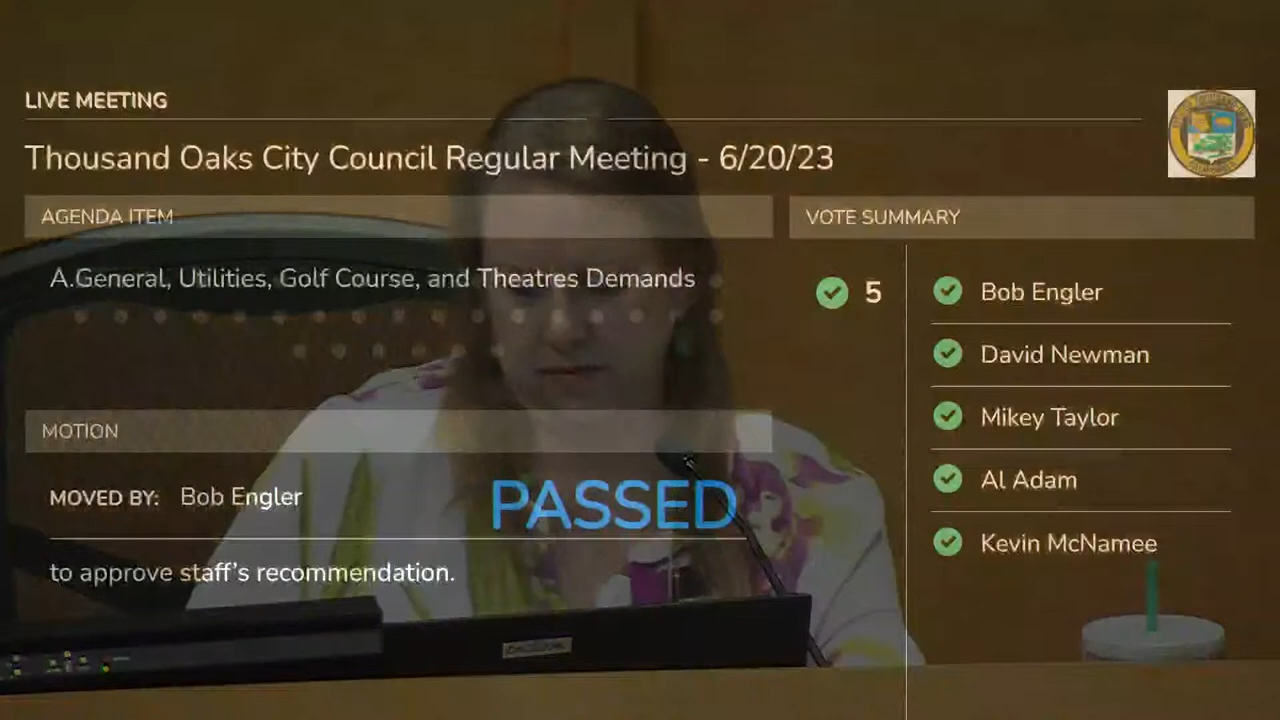 LIVE MEETING
Thousand Oaks City Council Regular Meeting - 6/20/23
AGENDA ITEM
A.General, Utilities, Golf Course, and Theatres Demands
MOTION
MOVED BY: Bob Engler
PASSED
to approve staff's recommendation.
VOTE SUMMARY
5
Bob Engler
David Newman
Mikey Taylor
Al Adam
Kevin McNamee